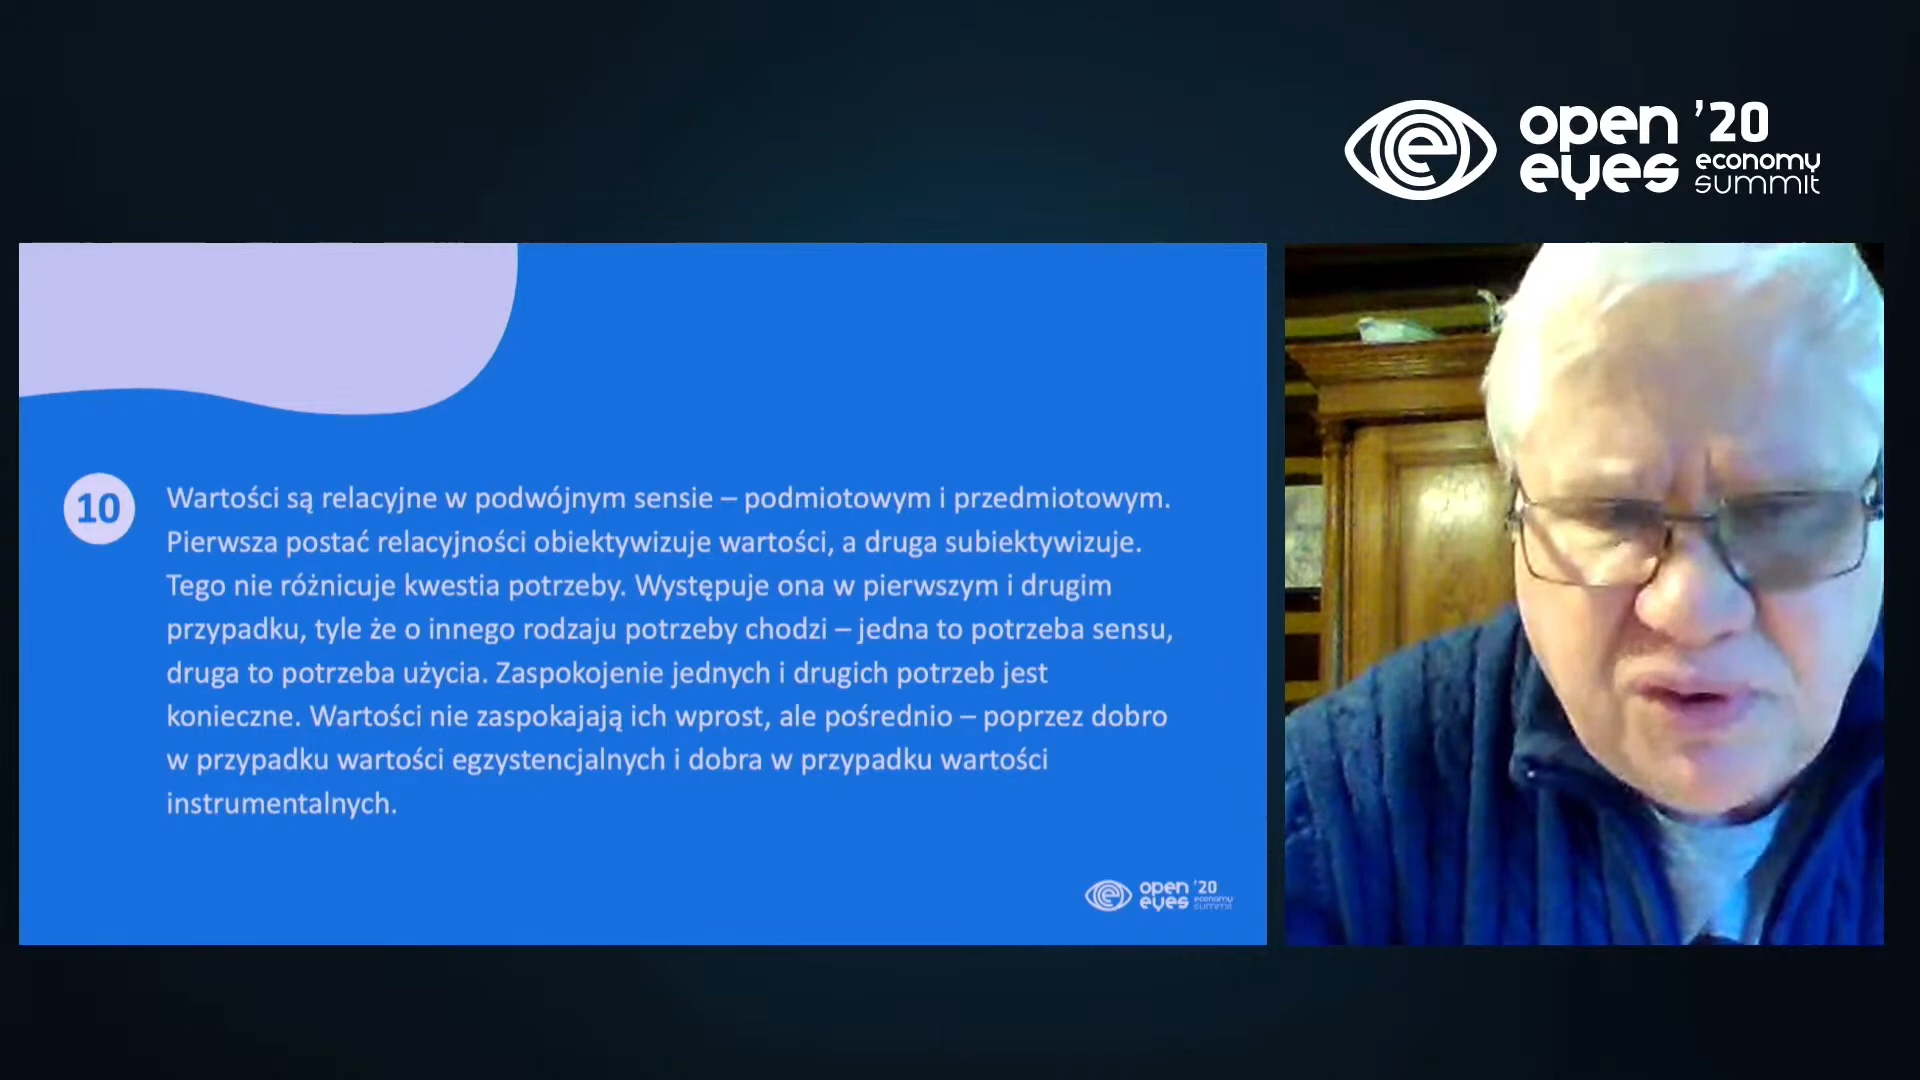 open '20
eyes economy
summit
10
Wartości są relacyjne w podwójnym sensie – podmiotowym i przedmiotowym.
Pierwsza postać relacyjności obiektywizuje wartości, a druga subiektywizuje.
Tego nie różnicuje kwestia potrzeby. Występuje ona w pierwszym i drugim
przypadku, tyle że o innego rodzaju potrzeby chodzi – jedna to potrzeba sensu,
druga to potrzeba użycia. Zaspokojenie jednych i drugich potrzeb jest
konieczne. Wartości nie zaspokajają ich wprost, ale pośrednio – poprzez dobro
w przypadku wartości egzystencjalnych i dobra w przypadku wartości
instrumentalnych.
open '20
eyes economy
summit